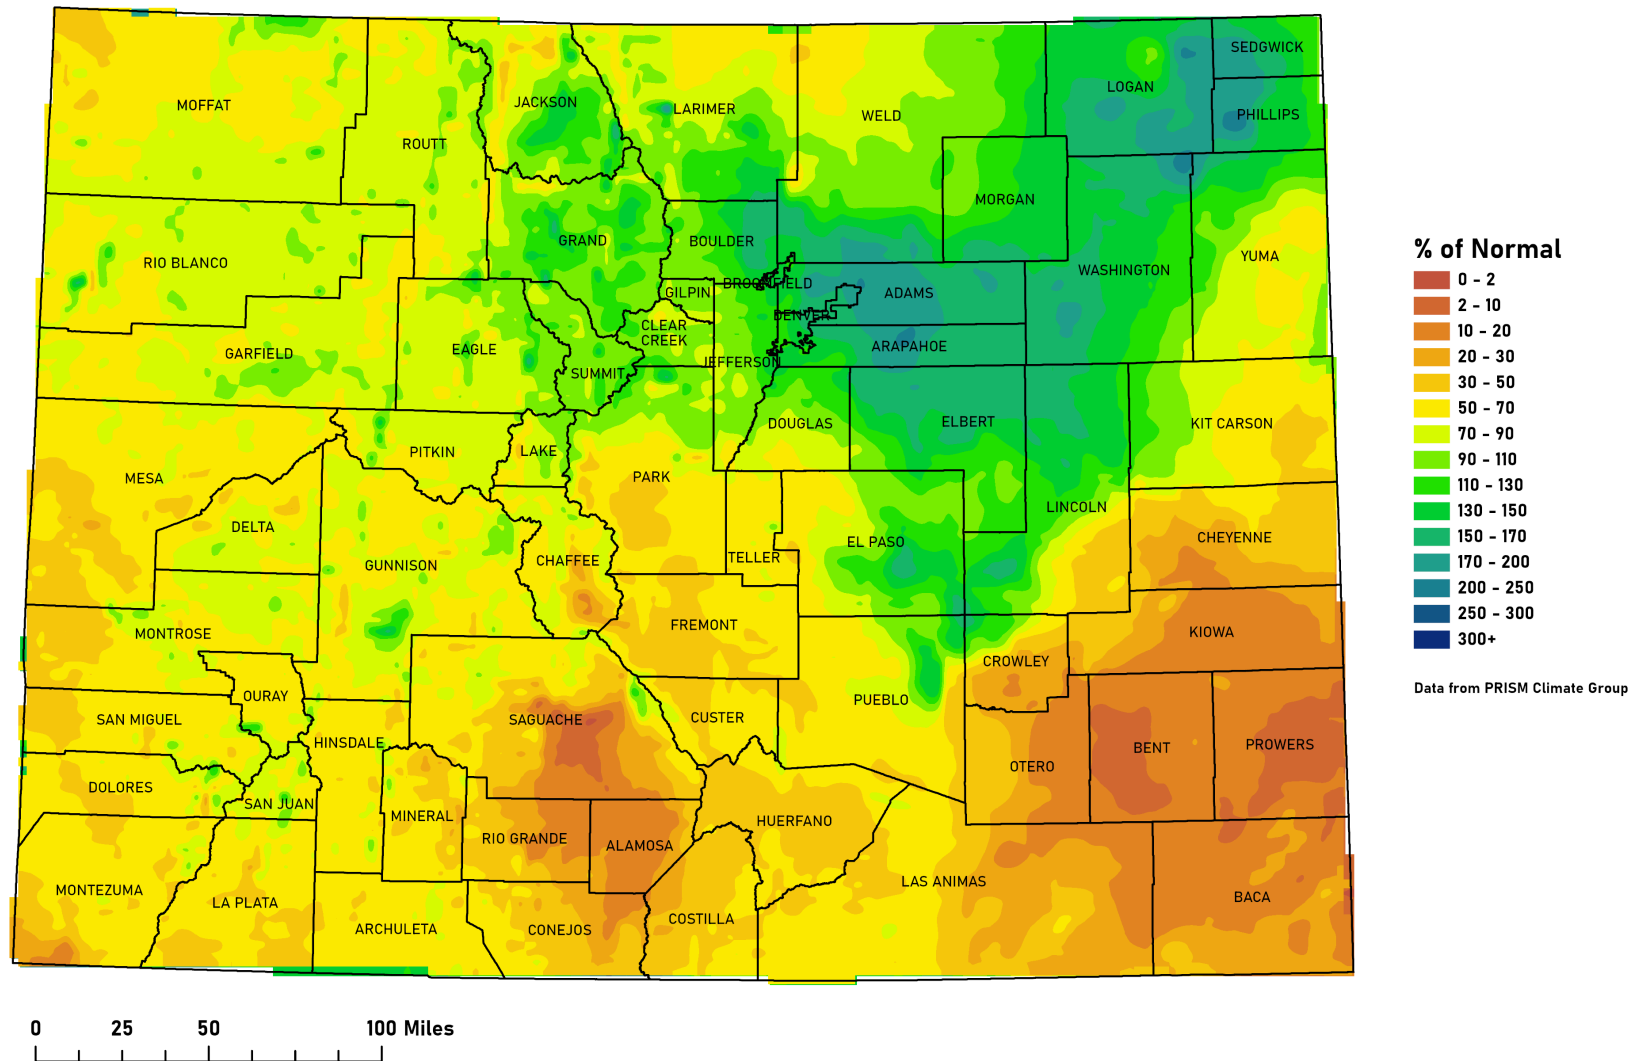 SEDGWICK
LOGAN
MOFFAT
JACKSON
LARIMER
WELD
PHILLIPS
ROUTT
MORGAN
GRAND
BOULDER
RIO BLANCO
YUMA
WASHINGTON
BROOMFIELD
GILPIN
ADAMS
DENVER
CLEAR
CREEK
GARFIELD
EAGLE
ARAPAHOE
JEFFERSON
SUMMIT
DOUGLAS
ELBERT
KIT CARSON
PITKIN
LAKE
MESA
PARK
LINCOLN
DELTA
EL PASO
CHEYENNE
GUNNISON
CHAFFEE
TELLER
MONTROSE
FREMONT
KIOWA
CROWLEY
OURAY
PUEBLO
SAN MIGUEL
SAGUACHE
CUSTER
HINSDALE
BENT
PROWERS
OTERO
DOLORES
SAN JUAN
MINERAL
HUERFANO
RIO GRANDE
ALAMOSA
MONTEZUMA
LA PLATA
LAS ANIMAS
BACA
COSTILLA
ARCHULETA
CONEJOS
% of Normal
0 - 2
2 - 10
10 - 20
20 - 30
30 - 50
50 - 70
70 - 90
90 - 110
110 - 130
130 - 150
150 - 170
170 - 200
200 - 250
250 - 300
300+
Data from PRISM Climate Group
0 25 50 100 Miles